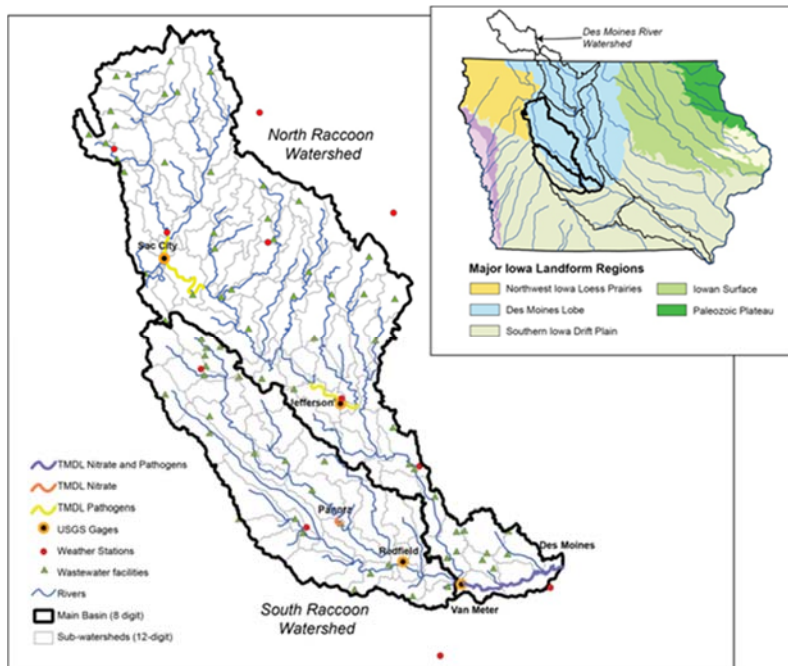 Des Moines River
Watershed
North Raccoon
Watershed
Sac City
Major Iowa Landform Regions
Northwest Iowa Loess Prairies
Iowan Surface
Des Moines Lobe
Paleozoic Plateau
Southern Iowa Drift Plain
Jefferson
TMDL Nitrate and Pathogens
TMDL Nitrate
TMDL Pathogens
USGS Gages
Weather Stations
Wastewater facilities
Rivers
Main Basin (8 digit)
Sub-watersheds (12-digit)
Panora
Redfield
Des Moines
Van Meter
South Raccoon
Watershed